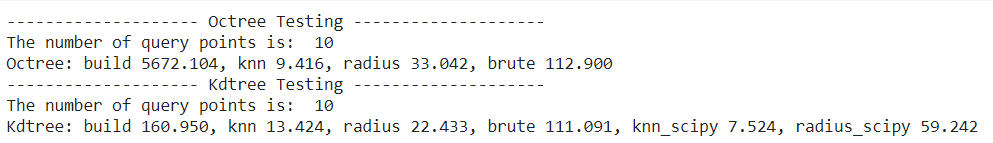 -------------------- Octree Testing --------------------
The number of query points is:  10
Octree: build 5672.104, knn 9.416, radius 33.042, brute 112.900
-------------------- Kdtree Testing --------------------
The number of query points is:  10
Kdtree: build 160.950, knn 13.424, radius 22.433, brute 111.091, knn_scipy 7.524, radius_scipy 59.242